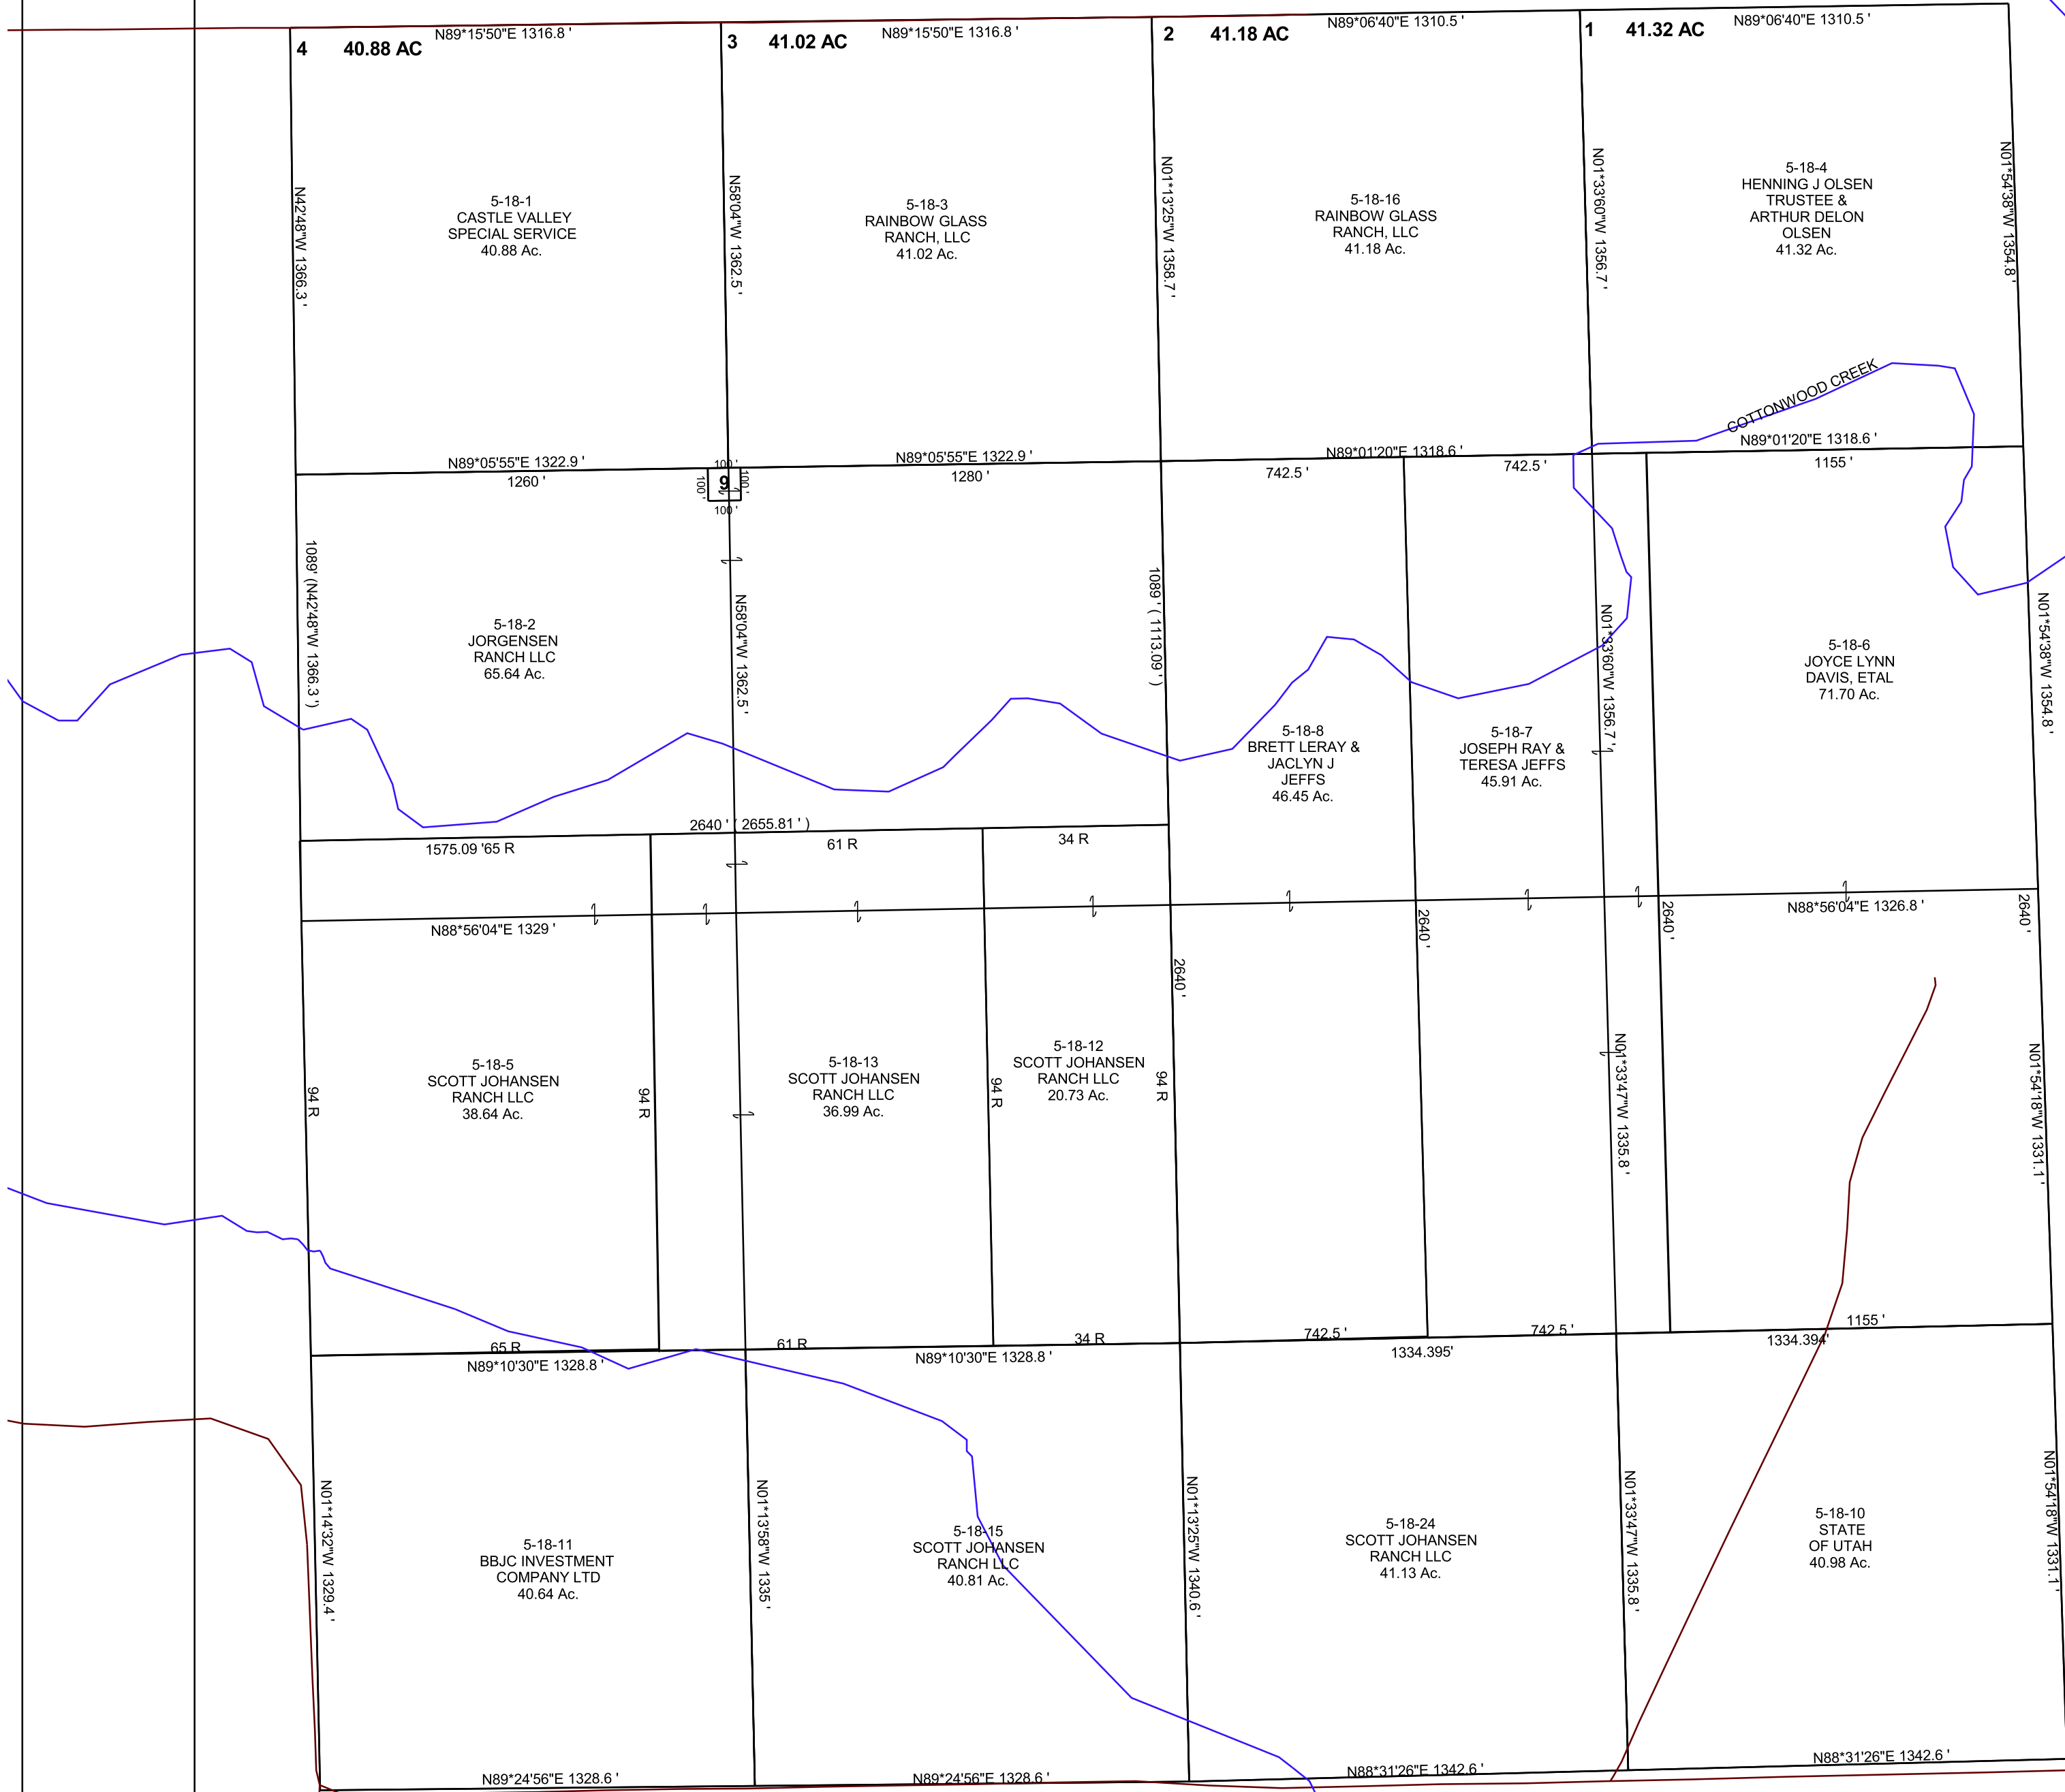 N89*15'50"E 1316.8 '
N89*15'50"E 1316.8 '
N89*06'40"E 1310.5 '
N89*06'40"E 1310.5 '
4 40.88 AC
3 41.02 AC
2 41.18 AC
1 41.32 AC
N42'48"W 1366.3 '
5-18-1
CASTLE VALLEY
SPECIAL SERVICE
40.88 Ac.
N58'04"W 1362.5 '
5-18-3
RAINBOW GLASS
RANCH, LLC
41.02 Ac.
N01*13'25"W 1358.7 '
5-18-16
RAINBOW GLASS
RANCH, LLC
41.18 Ac.
N01*33'60"W 1356.7 '
5-18-4
HENNING J OLSEN
TRUSTEE &
ARTHUR DELON
OLSEN
41.32 Ac.
N01*54'38"W 1354.8 '
COTTONWOOD CREEK
N89*05'55"E 1322.9 '
N89*05'55"E 1322.9 '
N89*01'20"E 1318.6 '
N89*01'20"E 1318.6 '
1260 '
100 '
100 '
9
100 '
100 '
1280 '
742.5 '
742.5 '
1155 '
1089' (N42'48"W 1366.3 ')
5-18-2
JORGENSEN
RANCH LLC
65.64 Ac.
N58'04"W 1362.5 '
1089 ' ( 1113.09 ' )
5-18-8
BRETT LERAY &
JACLYN J
JEFFS
46.45 Ac.
5-18-7
JOSEPH RAY &
TERESA JEFFS
45.91 Ac.
N01*33'60"W 1356.7 '
5-18-6
JOYCE LYNN
DAVIS, ETAL
71.70 Ac.
N01*54'38"W 1354.8 '
2640 ' ( 2655.81 ' )
1575.09 '65 R
61 R
34 R
N88*56'04"E 1329 '
N88*56'04"E 1326.8 '
2640 '
2640 '
2640 '
2640 '
94 R
5-18-5
SCOTT JOHANSEN
RANCH LLC
38.64 Ac.
94 R
5-18-13
SCOTT JOHANSEN
RANCH LLC
36.99 Ac.
94 R
5-18-12
SCOTT JOHANSEN
RANCH LLC
20.73 Ac.
94 R
N01*33'47"W 1335.8 '
N01*54'18"W 1331.1 '
65 R
61 R
34 R
742.5 '
742.5 '
1155 '
N89*10'30"E 1328.8 '
N89*10'30"E 1328.8 '
1334.395'
1334.394'
N01*14'32"W 1329.4 '
5-18-11
BBJC INVESTMENT
COMPANY LTD
40.64 Ac.
N01*13'58"W 1335 '
5-18-15
SCOTT JOHANSEN
RANCH LLC
40.81 Ac.
N01*13'25"W 1340.6 '
5-18-24
SCOTT JOHANSEN
RANCH LLC
41.13 Ac.
N01*33'47"W 1335.8 '
5-18-10
STATE
OF UTAH
40.98 Ac.
N01*54'18"W 1331.1 '
N89*24'56"E 1328.6 '
N89*24'56"E 1328.6 '
N88*31'26"E 1342.6 '
N88*31'26"E 1342.6 '